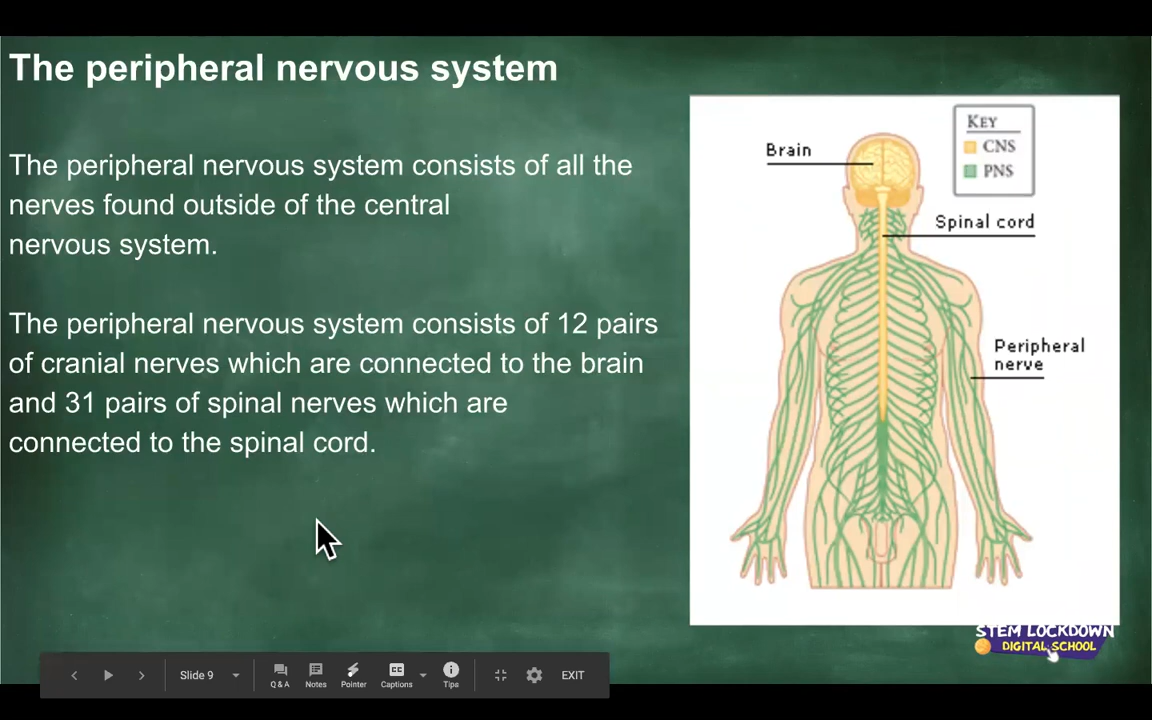 The peripheral nervous system
The peripheral nervous system consists of all the
nerves found outside of the central
nervous system.
The peripheral nervous system consists of 12 pairs
of cranial nerves which are connected to the brain
and 31 pairs of spinal nerves which are
connected to the spinal cord.
KEY
CNS
PNS
Brain
Spinal cord
Peripheral
nerve
STEM LOCKDOWN
DIGITAL SCHOOL
Slide 9
Q & A
Notes
Pointer
CC
Captions
Tips
EXIT